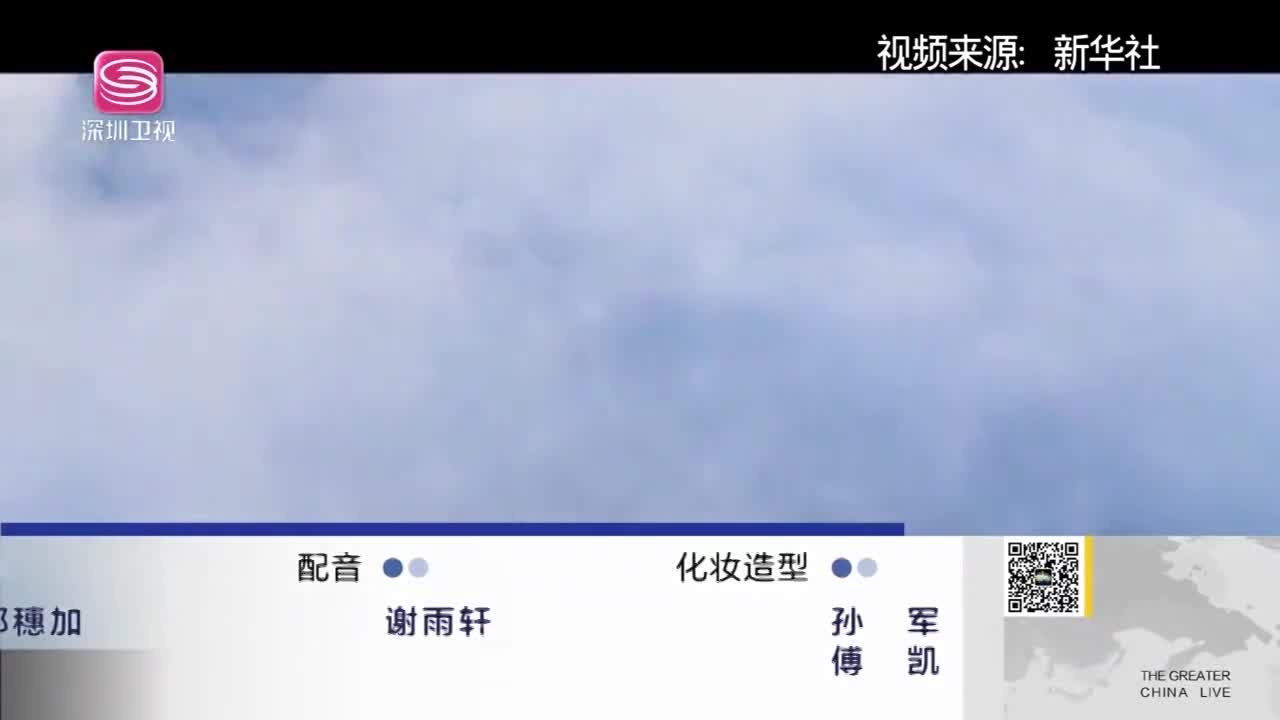 视频来源: 新华社
深圳卫视
配音
化妆造型
穗加
谢雨轩
孙 军
傅 凯
THE GREATER
CHINA LIVE